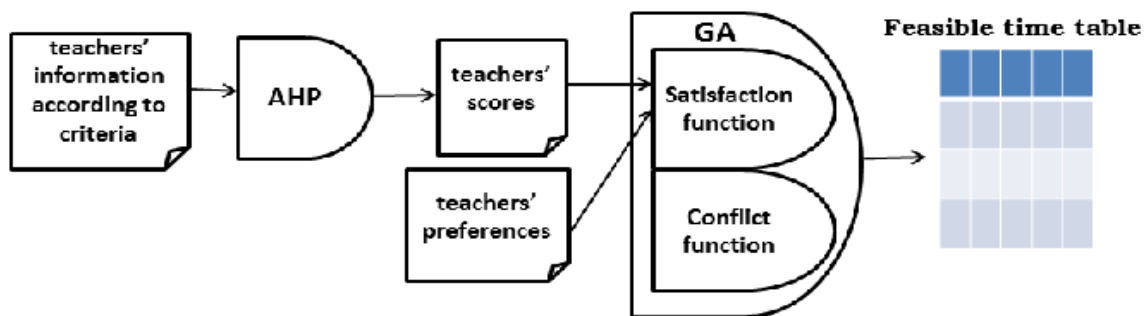 teachers'
information
according to
criteria
AHP
teachers'
scores
teachers'
preferences
GA
Satisfaction
function
Conflict
function
Feasible time table